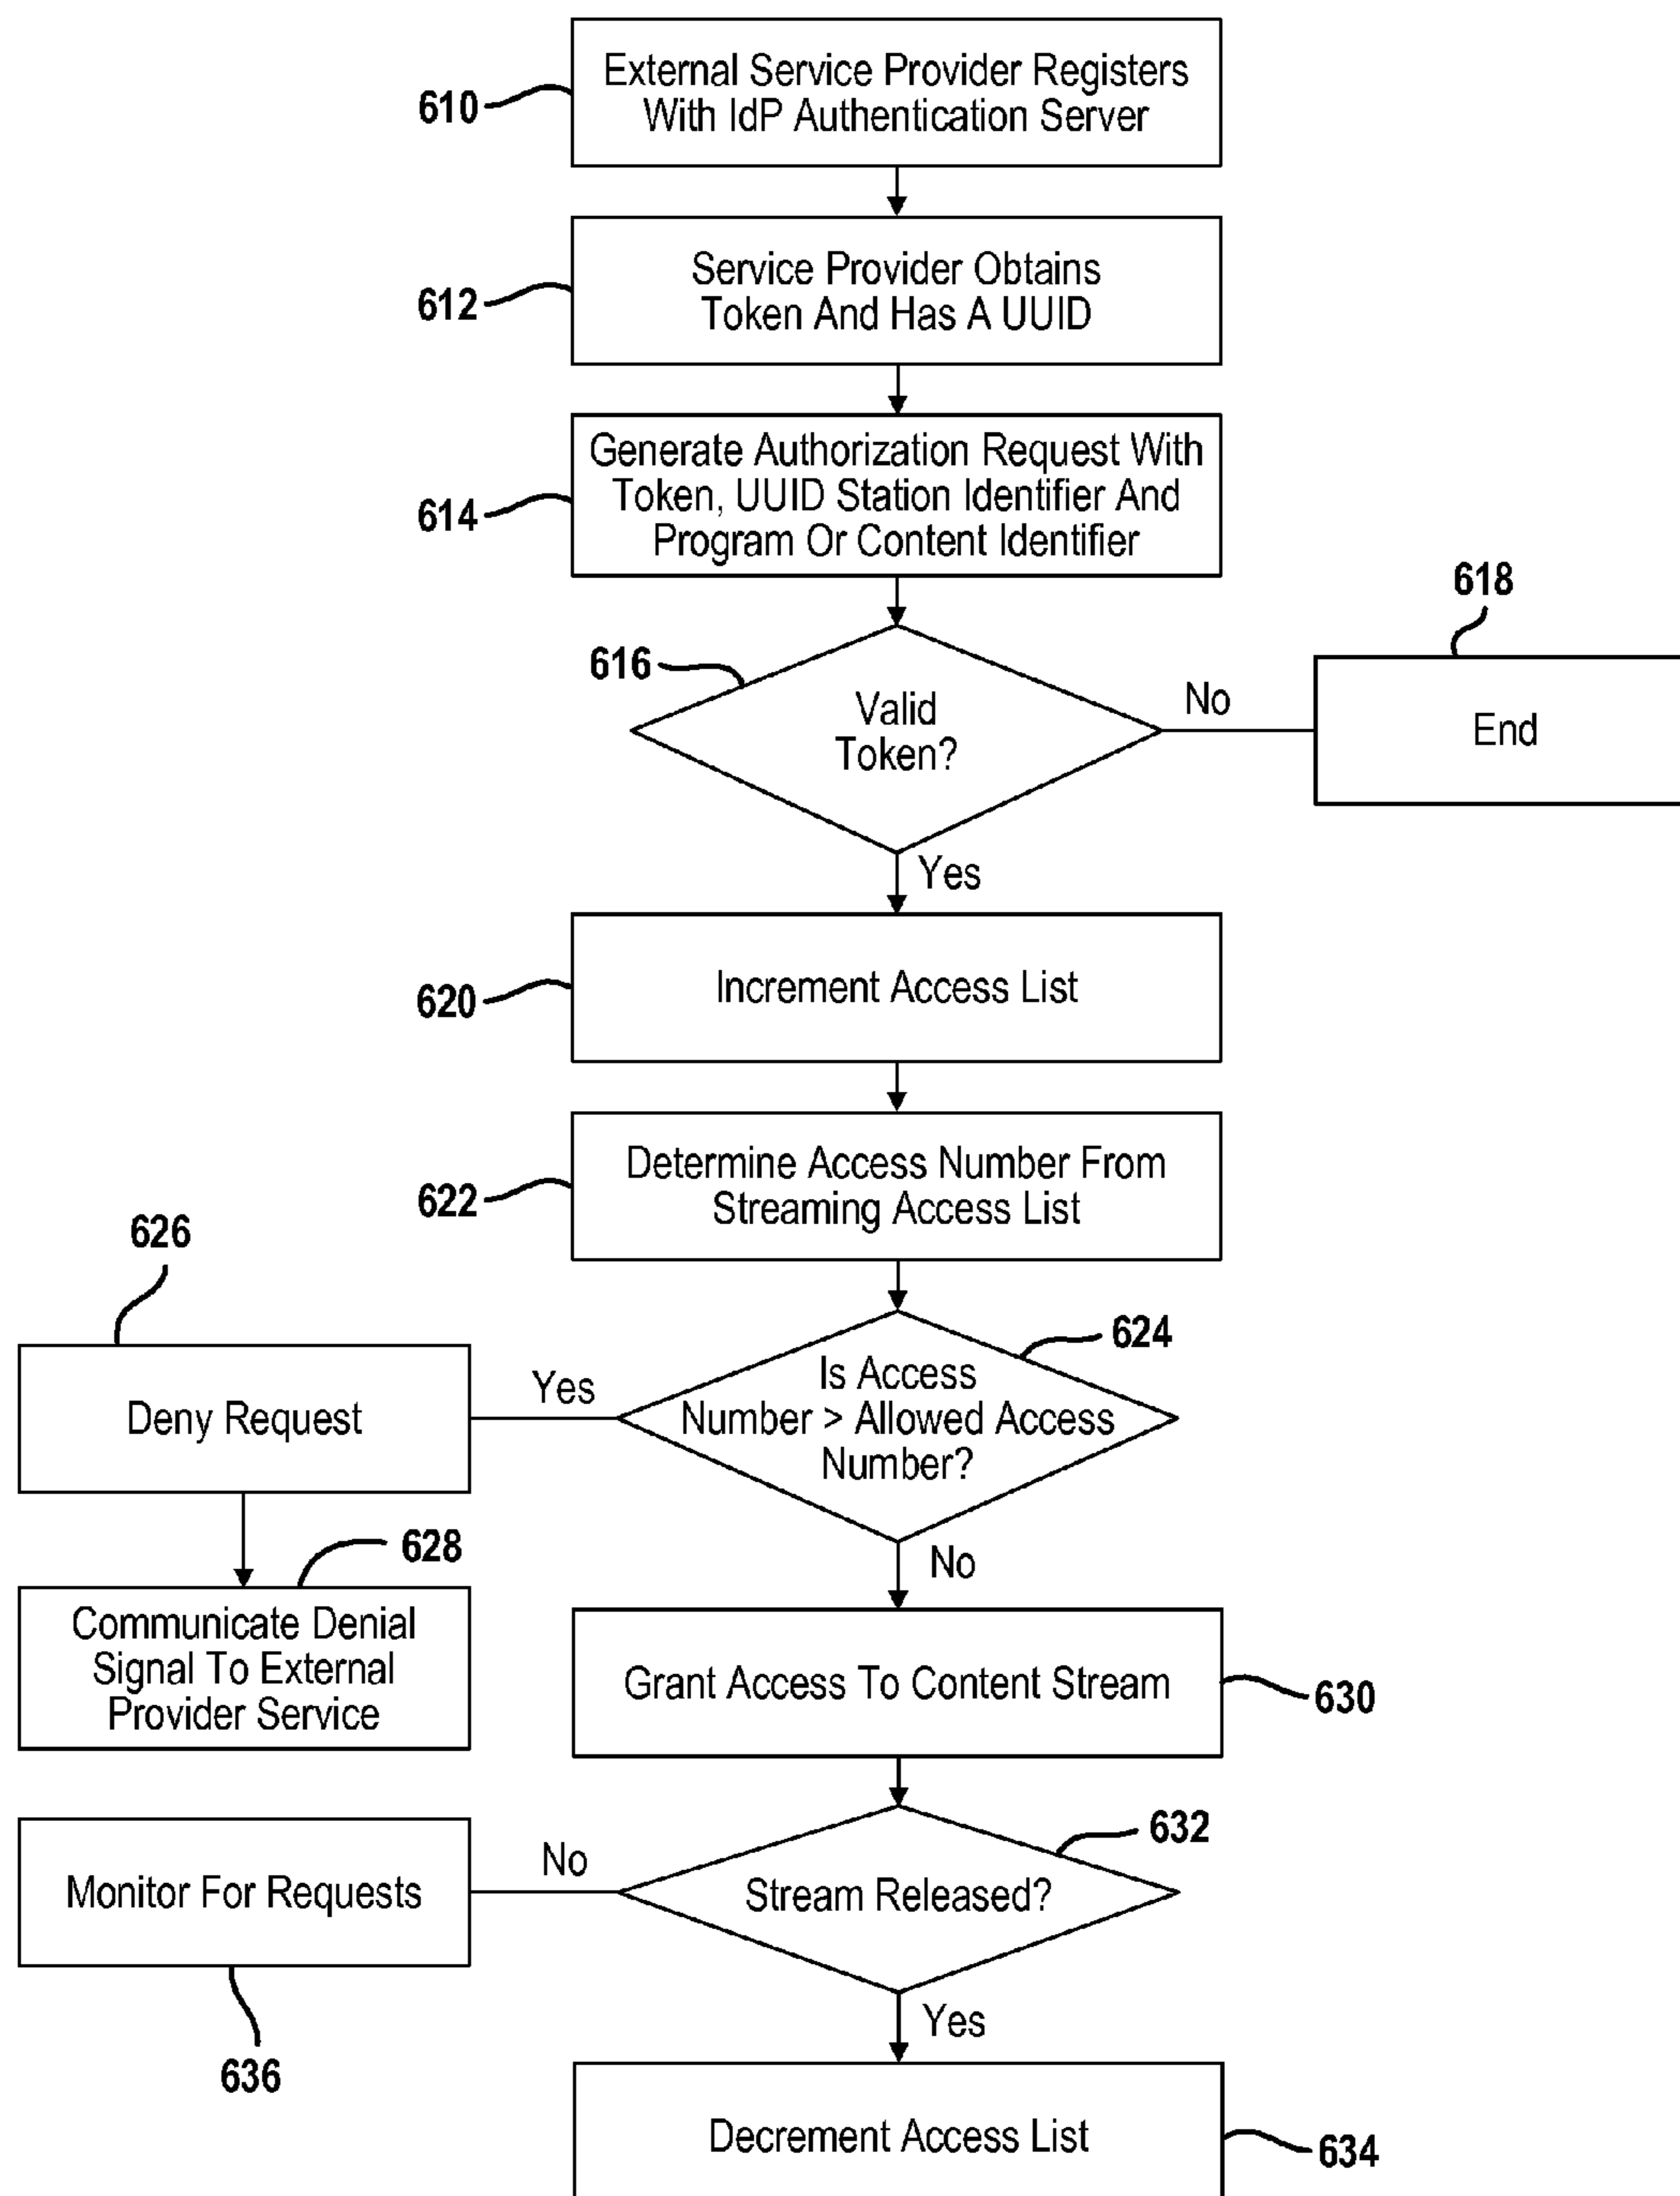 610
External Service Provider Registers
With IdP Authentication Server
612
Service Provider Obtains
Token And Has A UUID
614
Generate Authorization Request With
Token, UUID Station Identifier And
Program Or Content Identifier
616
Valid
Token?
No
618
End
Yes
620
Increment Access List
622
Determine Access Number From
Streaming Access List
624
Is Access
Number > Allowed Access
Number?
Yes
626
Deny Request
628
Communicate Denial
Signal To External
Provider Service
No
Grant Access To Content Stream
630
632
Stream Released?
No
Monitor For Requests
636
Yes
Decrement Access List
634